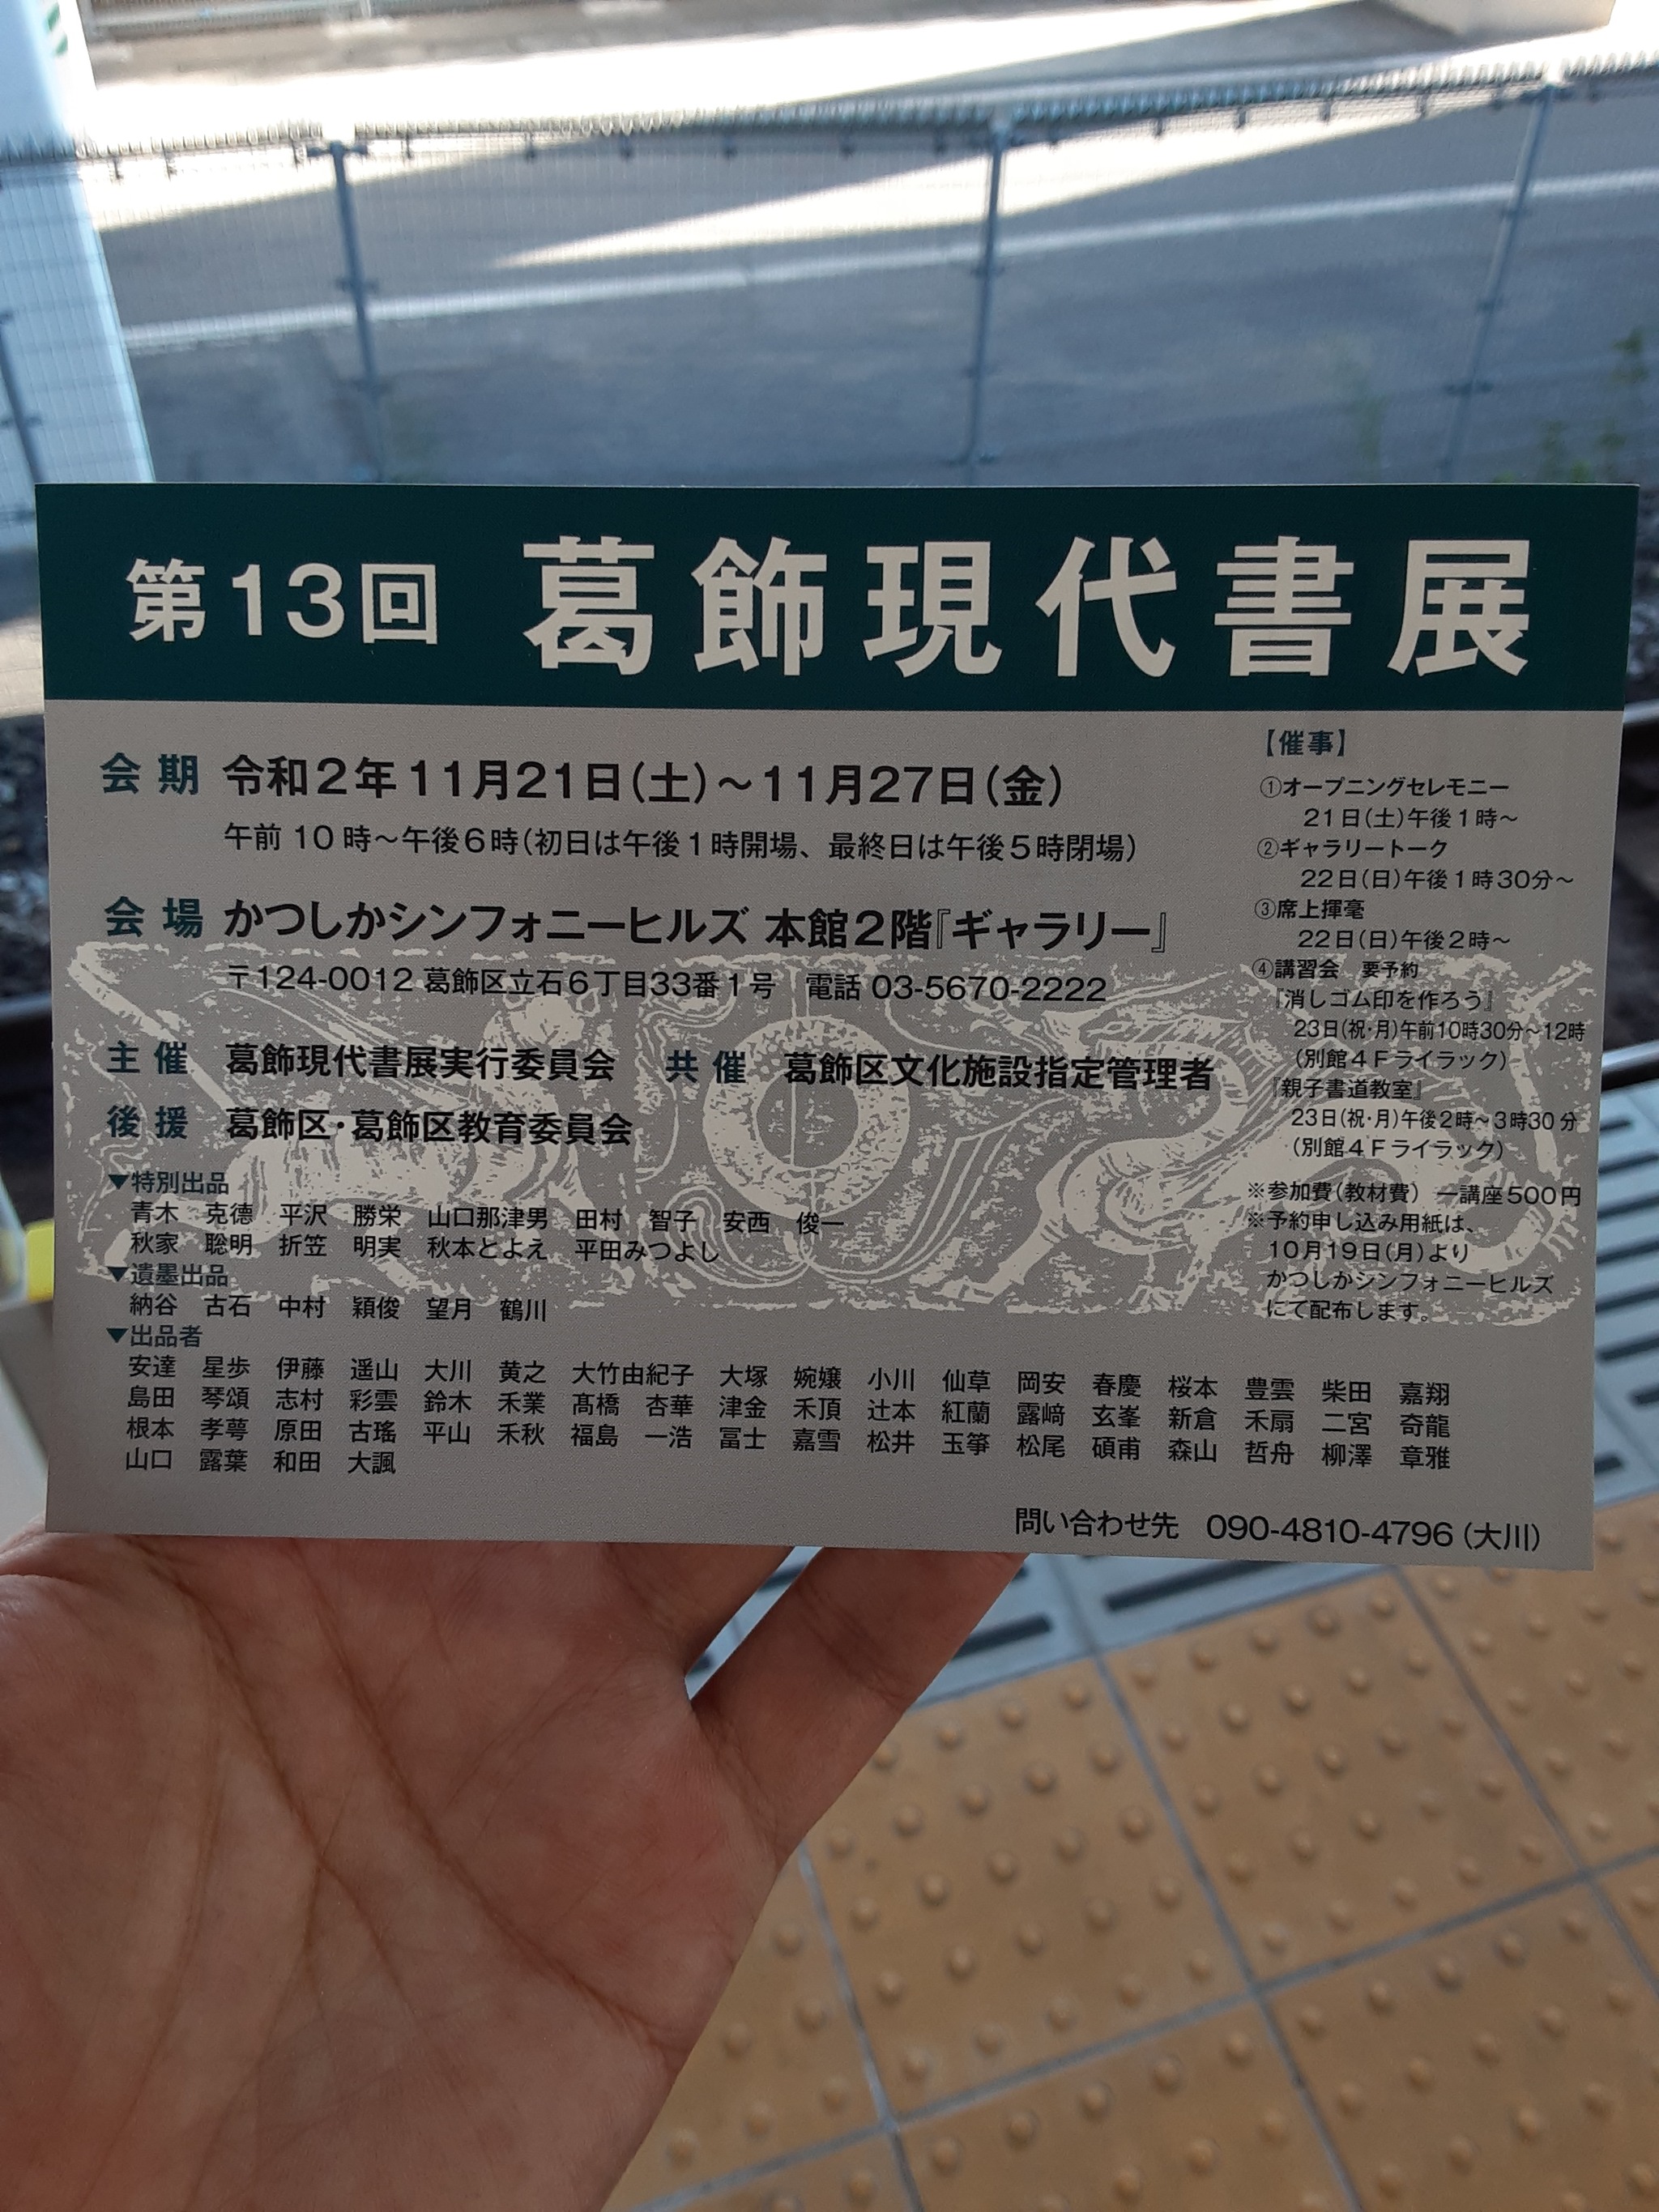 第13回 葛飾現代書展
会期 令和2年11月21日(土)～11月27日(金)
午前10時～午後6時(初日は午後1時開場、最終日は午後5時閉場)
会場 かつしかシンフォニーヒルズ 本館2階『ギャラリー』
〒124-0012 葛飾区立石6丁目33番1号 電話 03-5670-2222
主催 葛飾現代書展実行委員会 共催 葛飾区文化施設指定管理者
後援 葛飾区・葛飾区教育委員会
▼特別出品
青木 克德 平沢 勝栄 山口那津男 田村 智子 安西 俊一
秋家 聡明 折笠 明実 秋本とよえ 平田みつよし
▼遺墨出品
納谷 古石 中村 穎俊 望月 鶴川
▼出品者
安達 星歩 伊藤 遥山 大川 黄之 大竹由紀子 大塚 婉嬢 小川 仙草 岡安 春慶 桜本 豊雲 柴田 嘉翔
島田 琴頌 志村 彩雲 鈴木 禾業 髙橋 杏華 津金 禾頂 辻本 紅蘭 露﨑 玄峯 新倉 禾扇 二宮 奇龍
根本 孝萼 原田 古瑤 平山 禾秋 福島 一浩 冨士 嘉雪 松井 玉箏 松尾 碩甫 森山 哲舟 柳澤 章雅
山口 露葉 和田 大諷
【催事】
①オープニングセレモニー
21日(土)午後1時～
②ギャラリートーク
22日(日)午後1時30分～
③席上揮毫
22日(日)午後2時～
④講習会 要予約
『消しゴム印を作ろう』
23日(祝・月)午前10時30分～12時
(別館4Fライラック)
『親子書道教室』
23日(祝・月)午後2時～3時30分
(別館4Fライラック)
※参加費(教材費) 一講座500円
※予約申し込み用紙は、
10月19日(月)より
かつしかシンフォニーヒルズ
にて配布します。
問い合わせ先 090-4810-4796(大川)